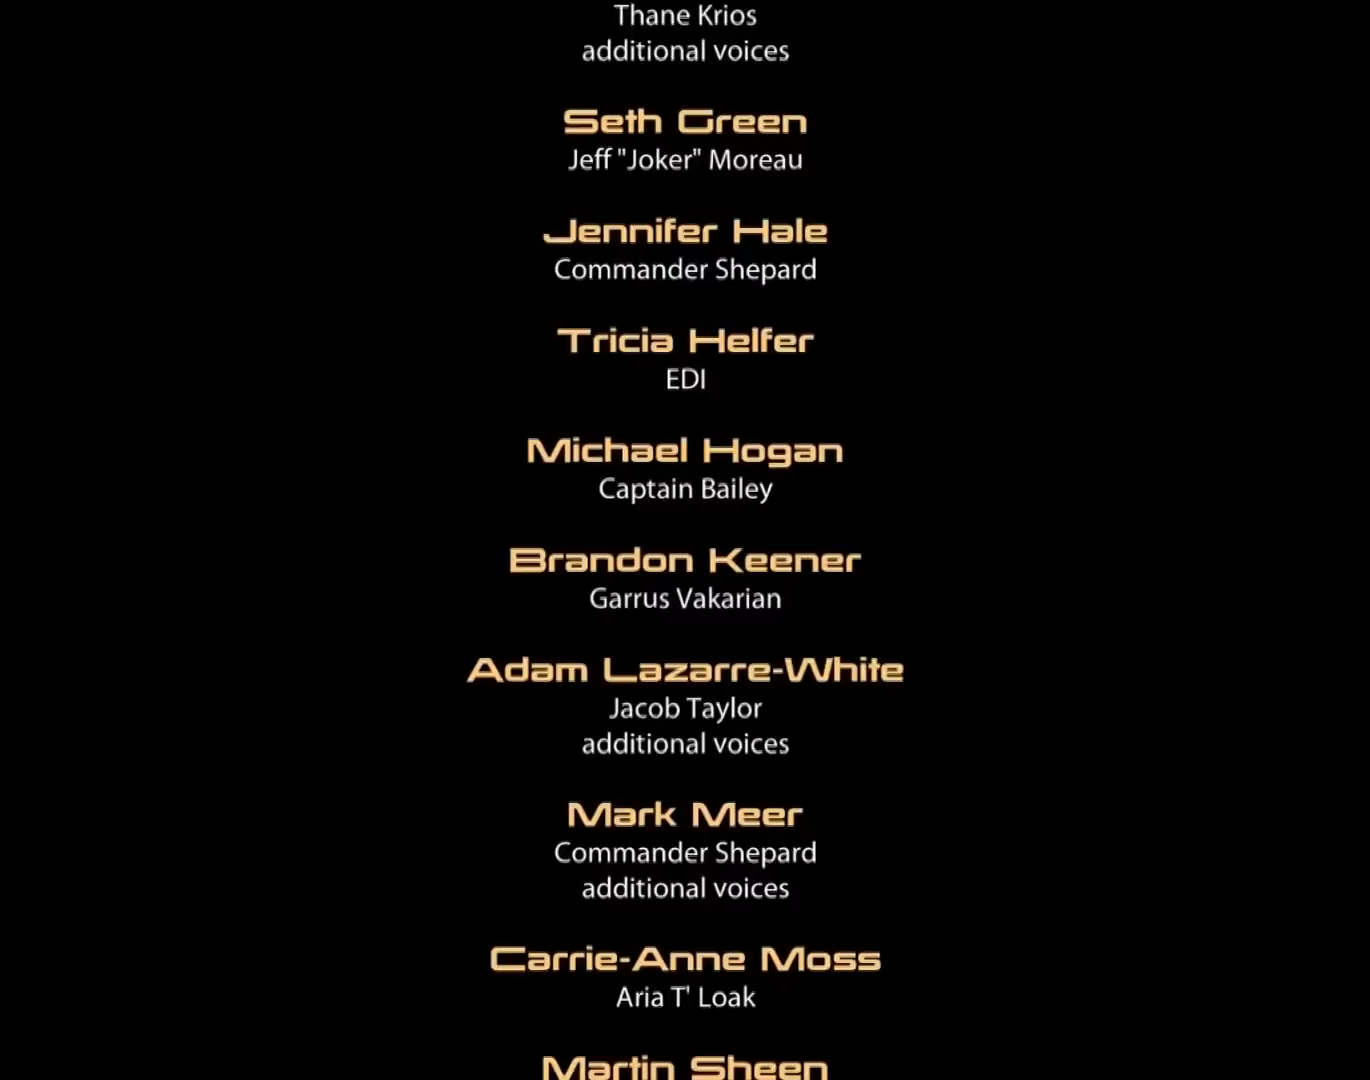 Thane Krios
additional voices
Seth Green
Jeff "Joker" Moreau
Jennifer Hale
Commander Shepard
Tricia Helfer
EDI
Michael Hogan
Captain Bailey
Brandon Keener
Garrus Vakarian
Adam Lazarre-White
Jacob Taylor
additional voices
Mark Meer
Commander Shepard
additional voices
Carrie-Anne Moss
Aria T' Loak
Martin Sheen